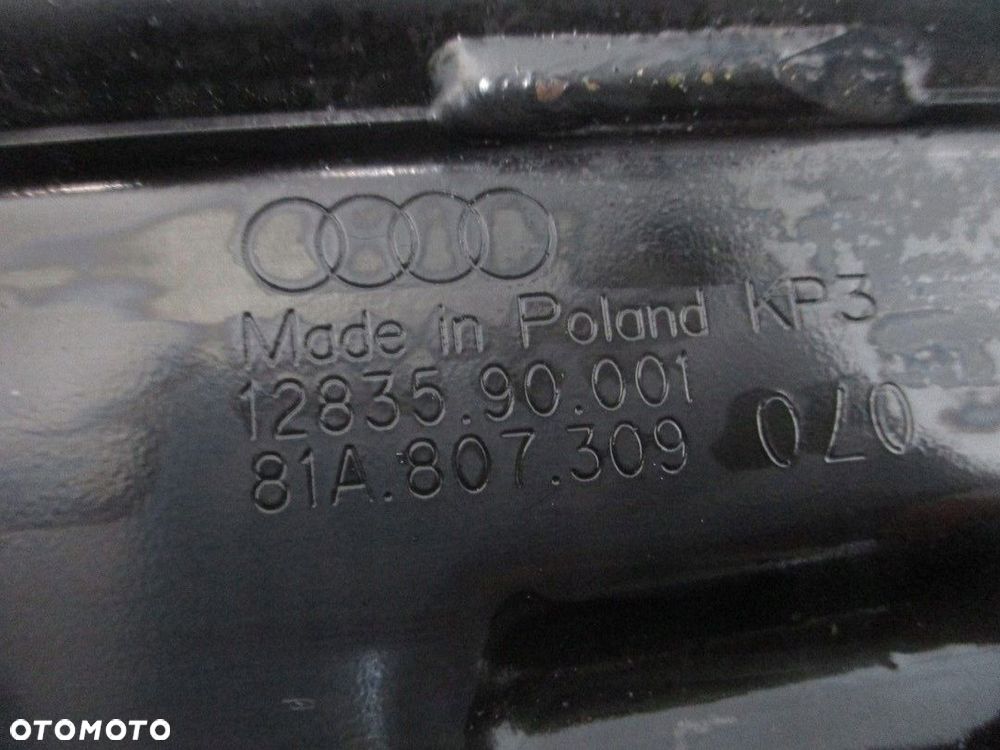 Made in Poland KP3
12835.90.001
81A.807.309
OTOMOTO